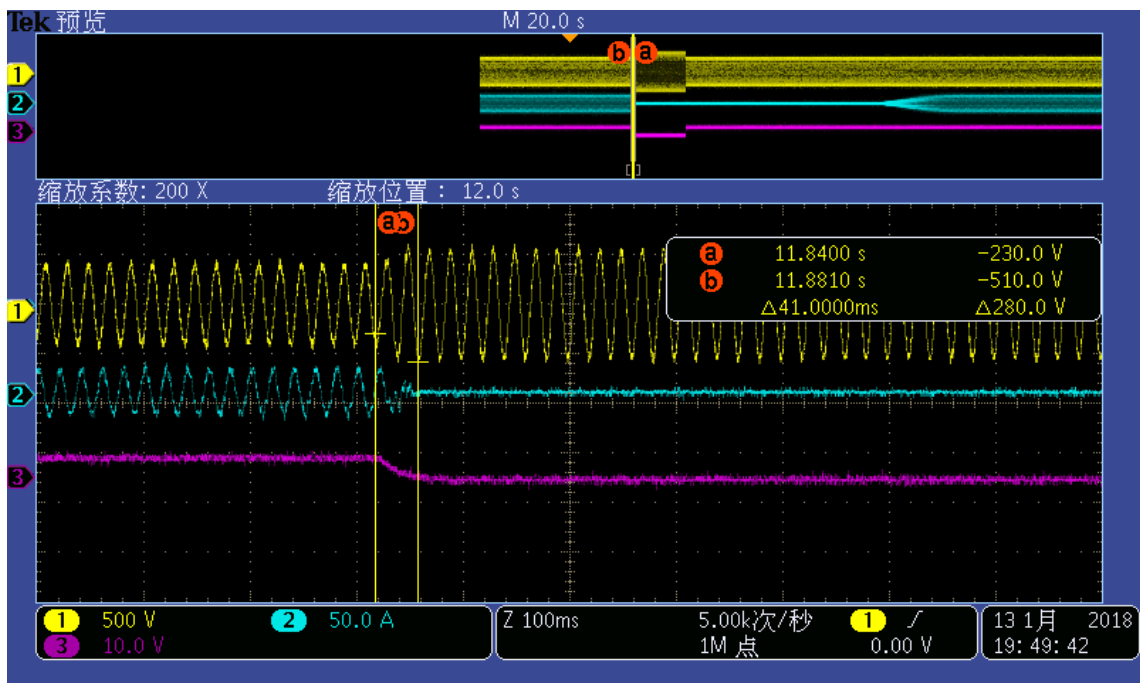 Tek 预览 M 20.0 s
b a
1
2
3
缩放系数: 200 X 缩放位置： 12.0 s
a b
a 11.8400 s -230.0 V
b 11.8810 s -510.0 V
△41.0000ms △280.0 V
1
2
3
1 500 V 2 50.0 A Z 100ms 5.00k次/秒 1 13 1月 2018
3 10.0 V 1M 点 0.00 V 19:49:42